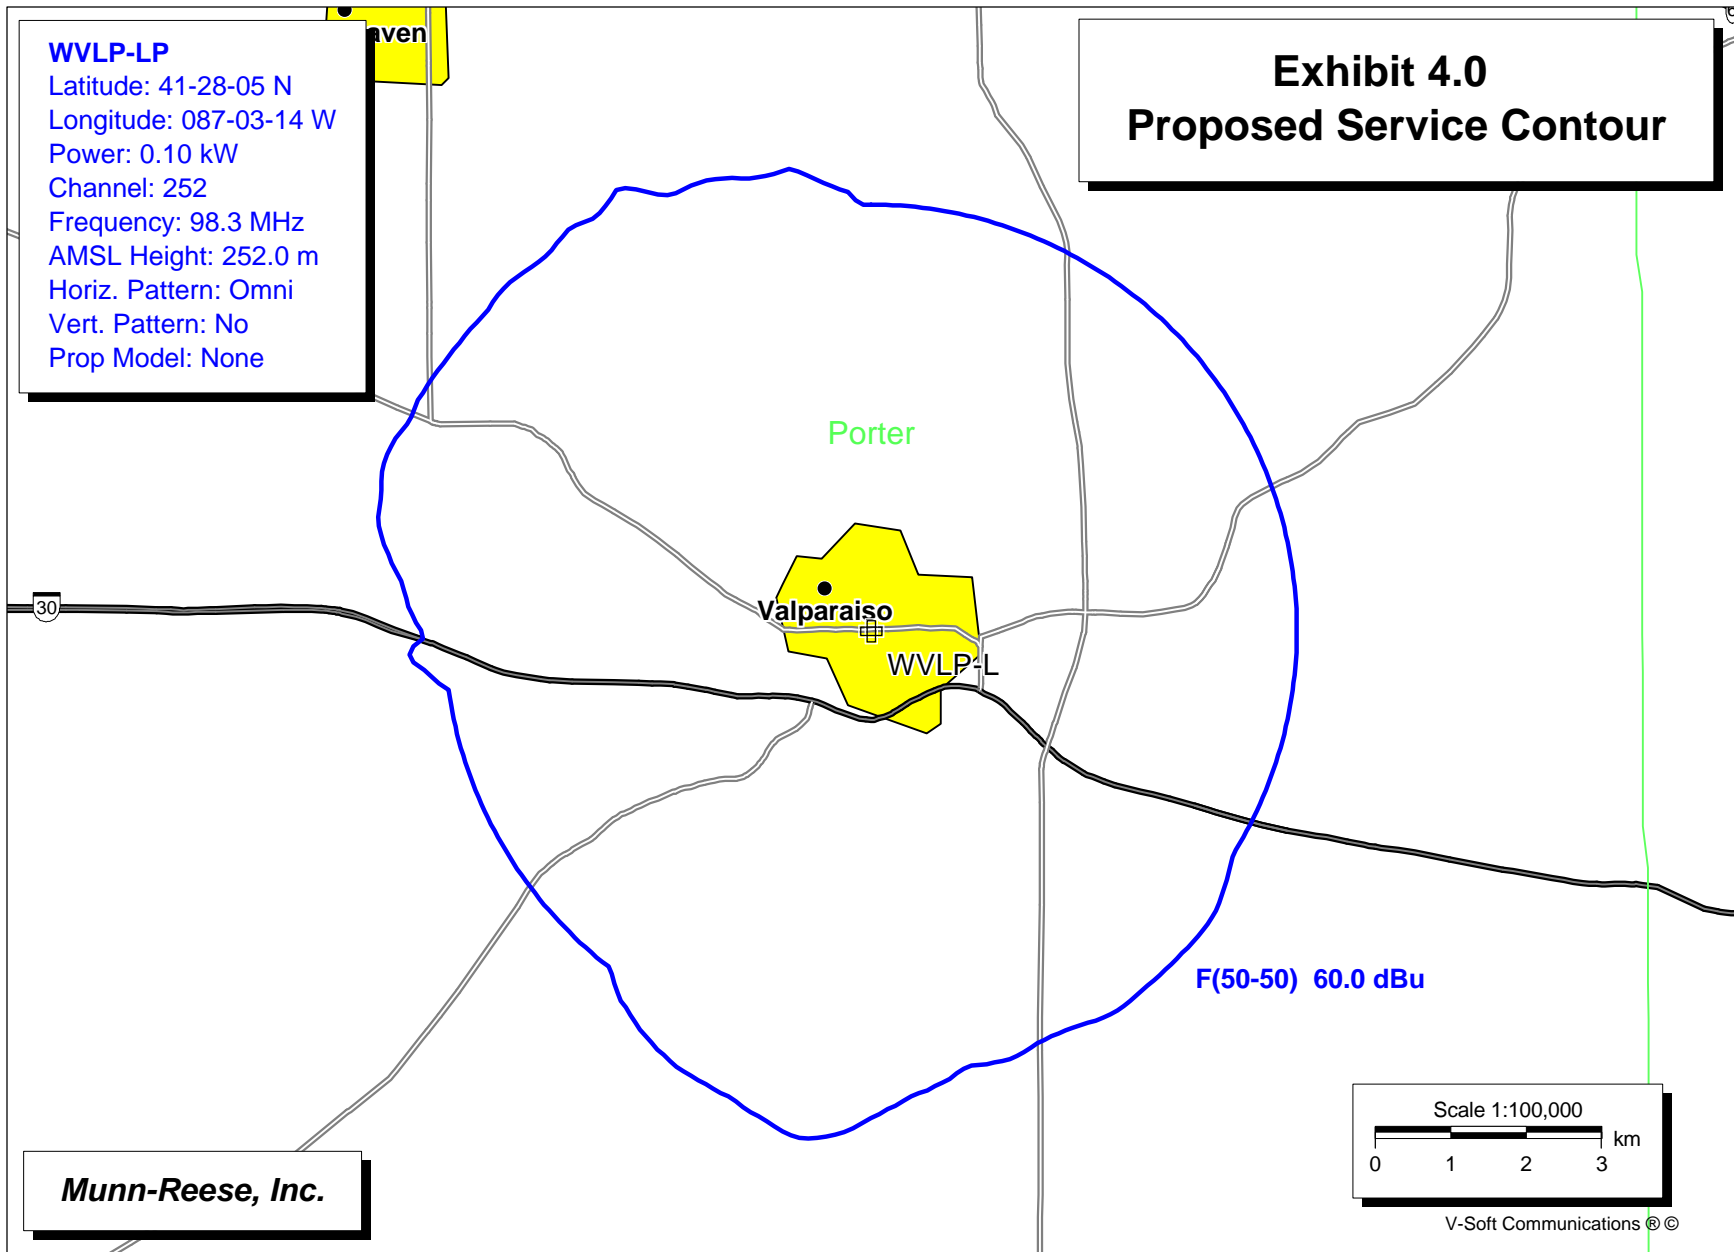 aven
WVLP-LP
Latitude: 41-28-05 N
Longitude: 087-03-14 W
Power: 0.10 kW
Channel: 252
Frequency: 98.3 MHz
AMSL Height: 252.0 m
Horiz. Pattern: Omni
Vert. Pattern: No
Prop Model: None
Exhibit 4.0
Proposed Service Contour
Porter
30
Valparaiso
WVLP-L
F(50-50) 60.0 dBu
Scale 1:100,000
km
0 1 2 3
Munn-Reese, Inc.
V-Soft Communications ® ©